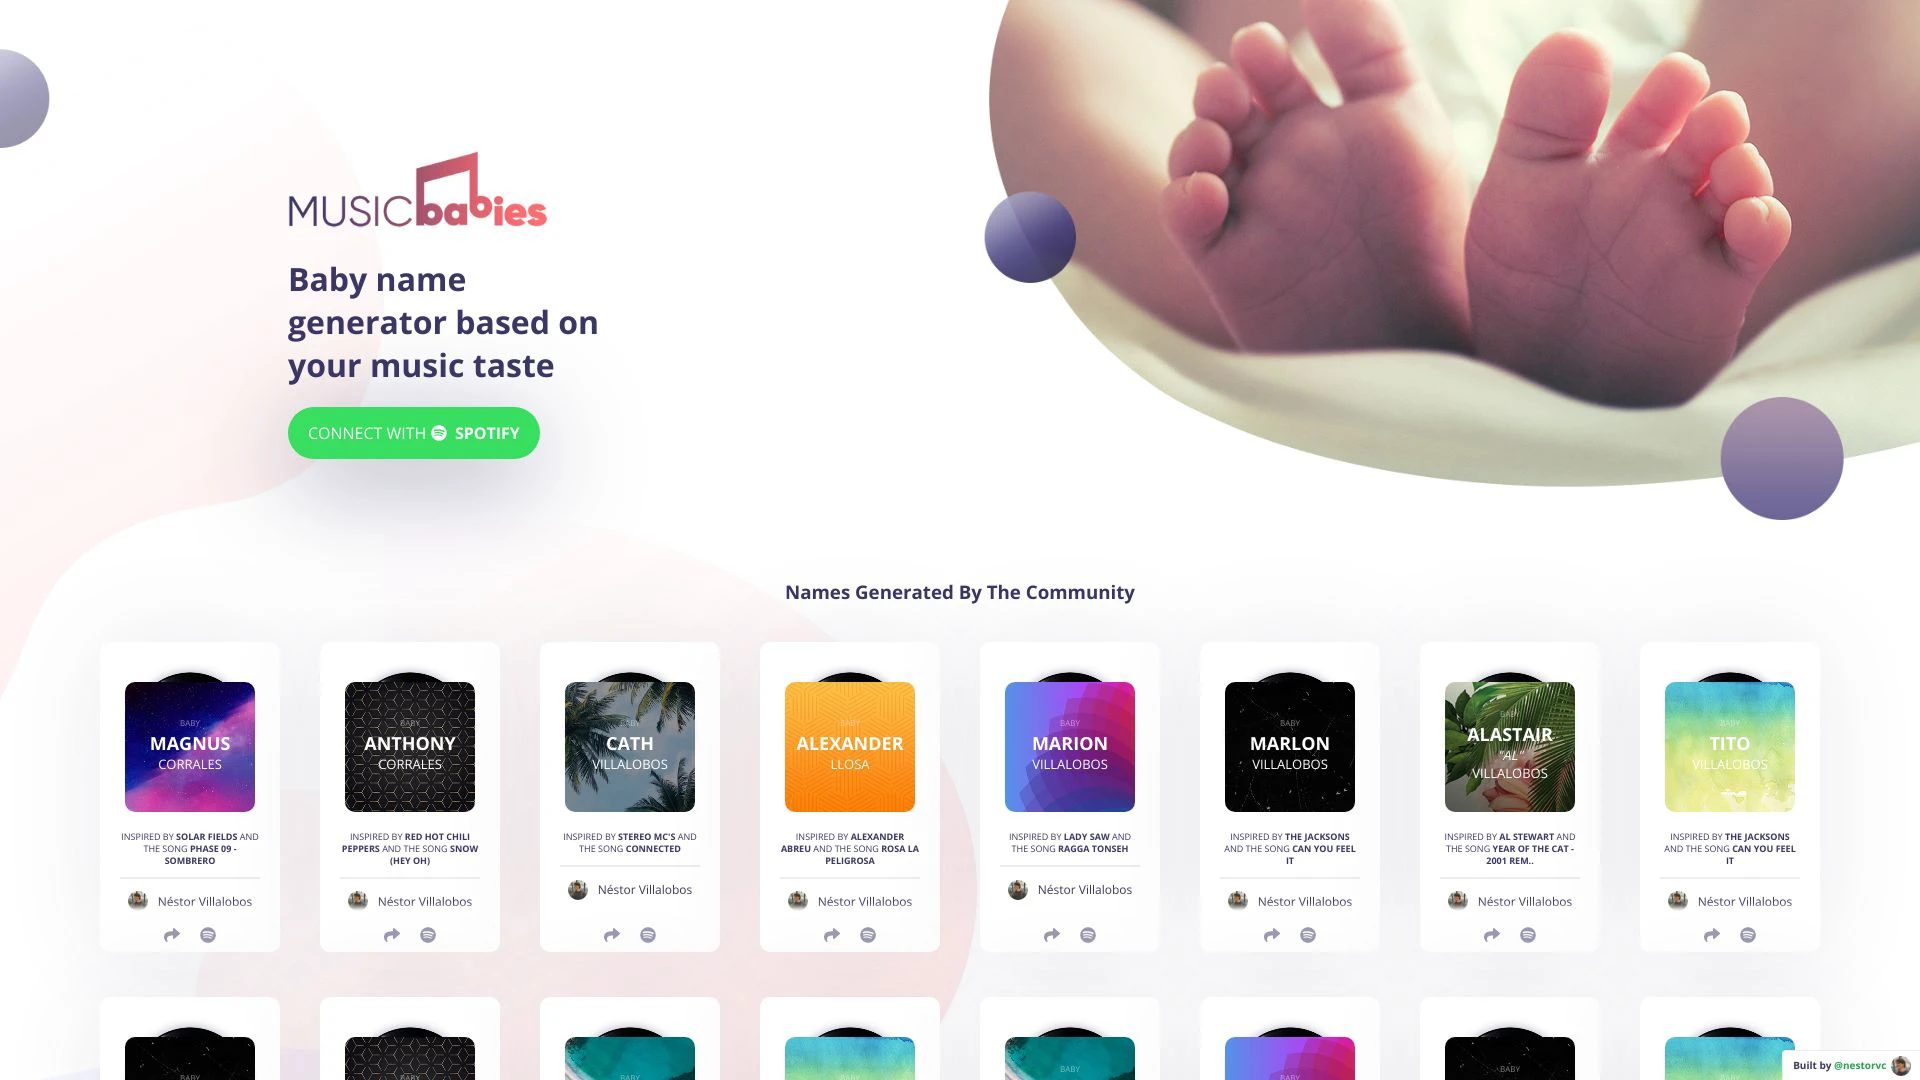 MUSICbabies
Baby name
generator based on
your music taste
CONNECT WITH SPOTIFY
Names Generated By The Community
BABY
MAGNUS
CORRALES
INSPIRED BY SOLAR FIELDS AND
THE SONG PHASE 09 -
SOMBRERO
Néstor Villalobos
BABY
ANTHONY
CORRALES
INSPIRED BY RED HOT CHILI
PEPPERS AND THE SONG SNOW
(HEY OH)
Néstor Villalobos
BABY
CATH
VILLALOBOS
INSPIRED BY STEREO MC'S AND
THE SONG CONNECTED
Néstor Villalobos
BABY
ALEXANDER
LLOSA
INSPIRED BY ALEXANDER
ABREU AND THE SONG ROSA LA
PELIGROSA
Néstor Villalobos
BABY
MARION
VILLALOBOS
INSPIRED BY LADY SAW AND
THE SONG RAGGA TONSEH
Néstor Villalobos
BABY
MARLON
VILLALOBOS
INSPIRED BY THE JACKSONS
AND THE SONG CAN YOU FEEL
IT
Néstor Villalobos
BABY
ALASTAIR
"AL"
VILLALOBOS
INSPIRED BY AL STEWART AND
THE SONG YEAR OF THE CAT -
2001 REM..
Néstor Villalobos
BABY
TITO
VILLALOBOS
INSPIRED BY THE JACKSONS
AND THE SONG CAN YOU FEEL
IT
Néstor Villalobos
BABY
BABY
BABY
BABY
BABY
BABY
BABY
BABY
Built by @nestorvc